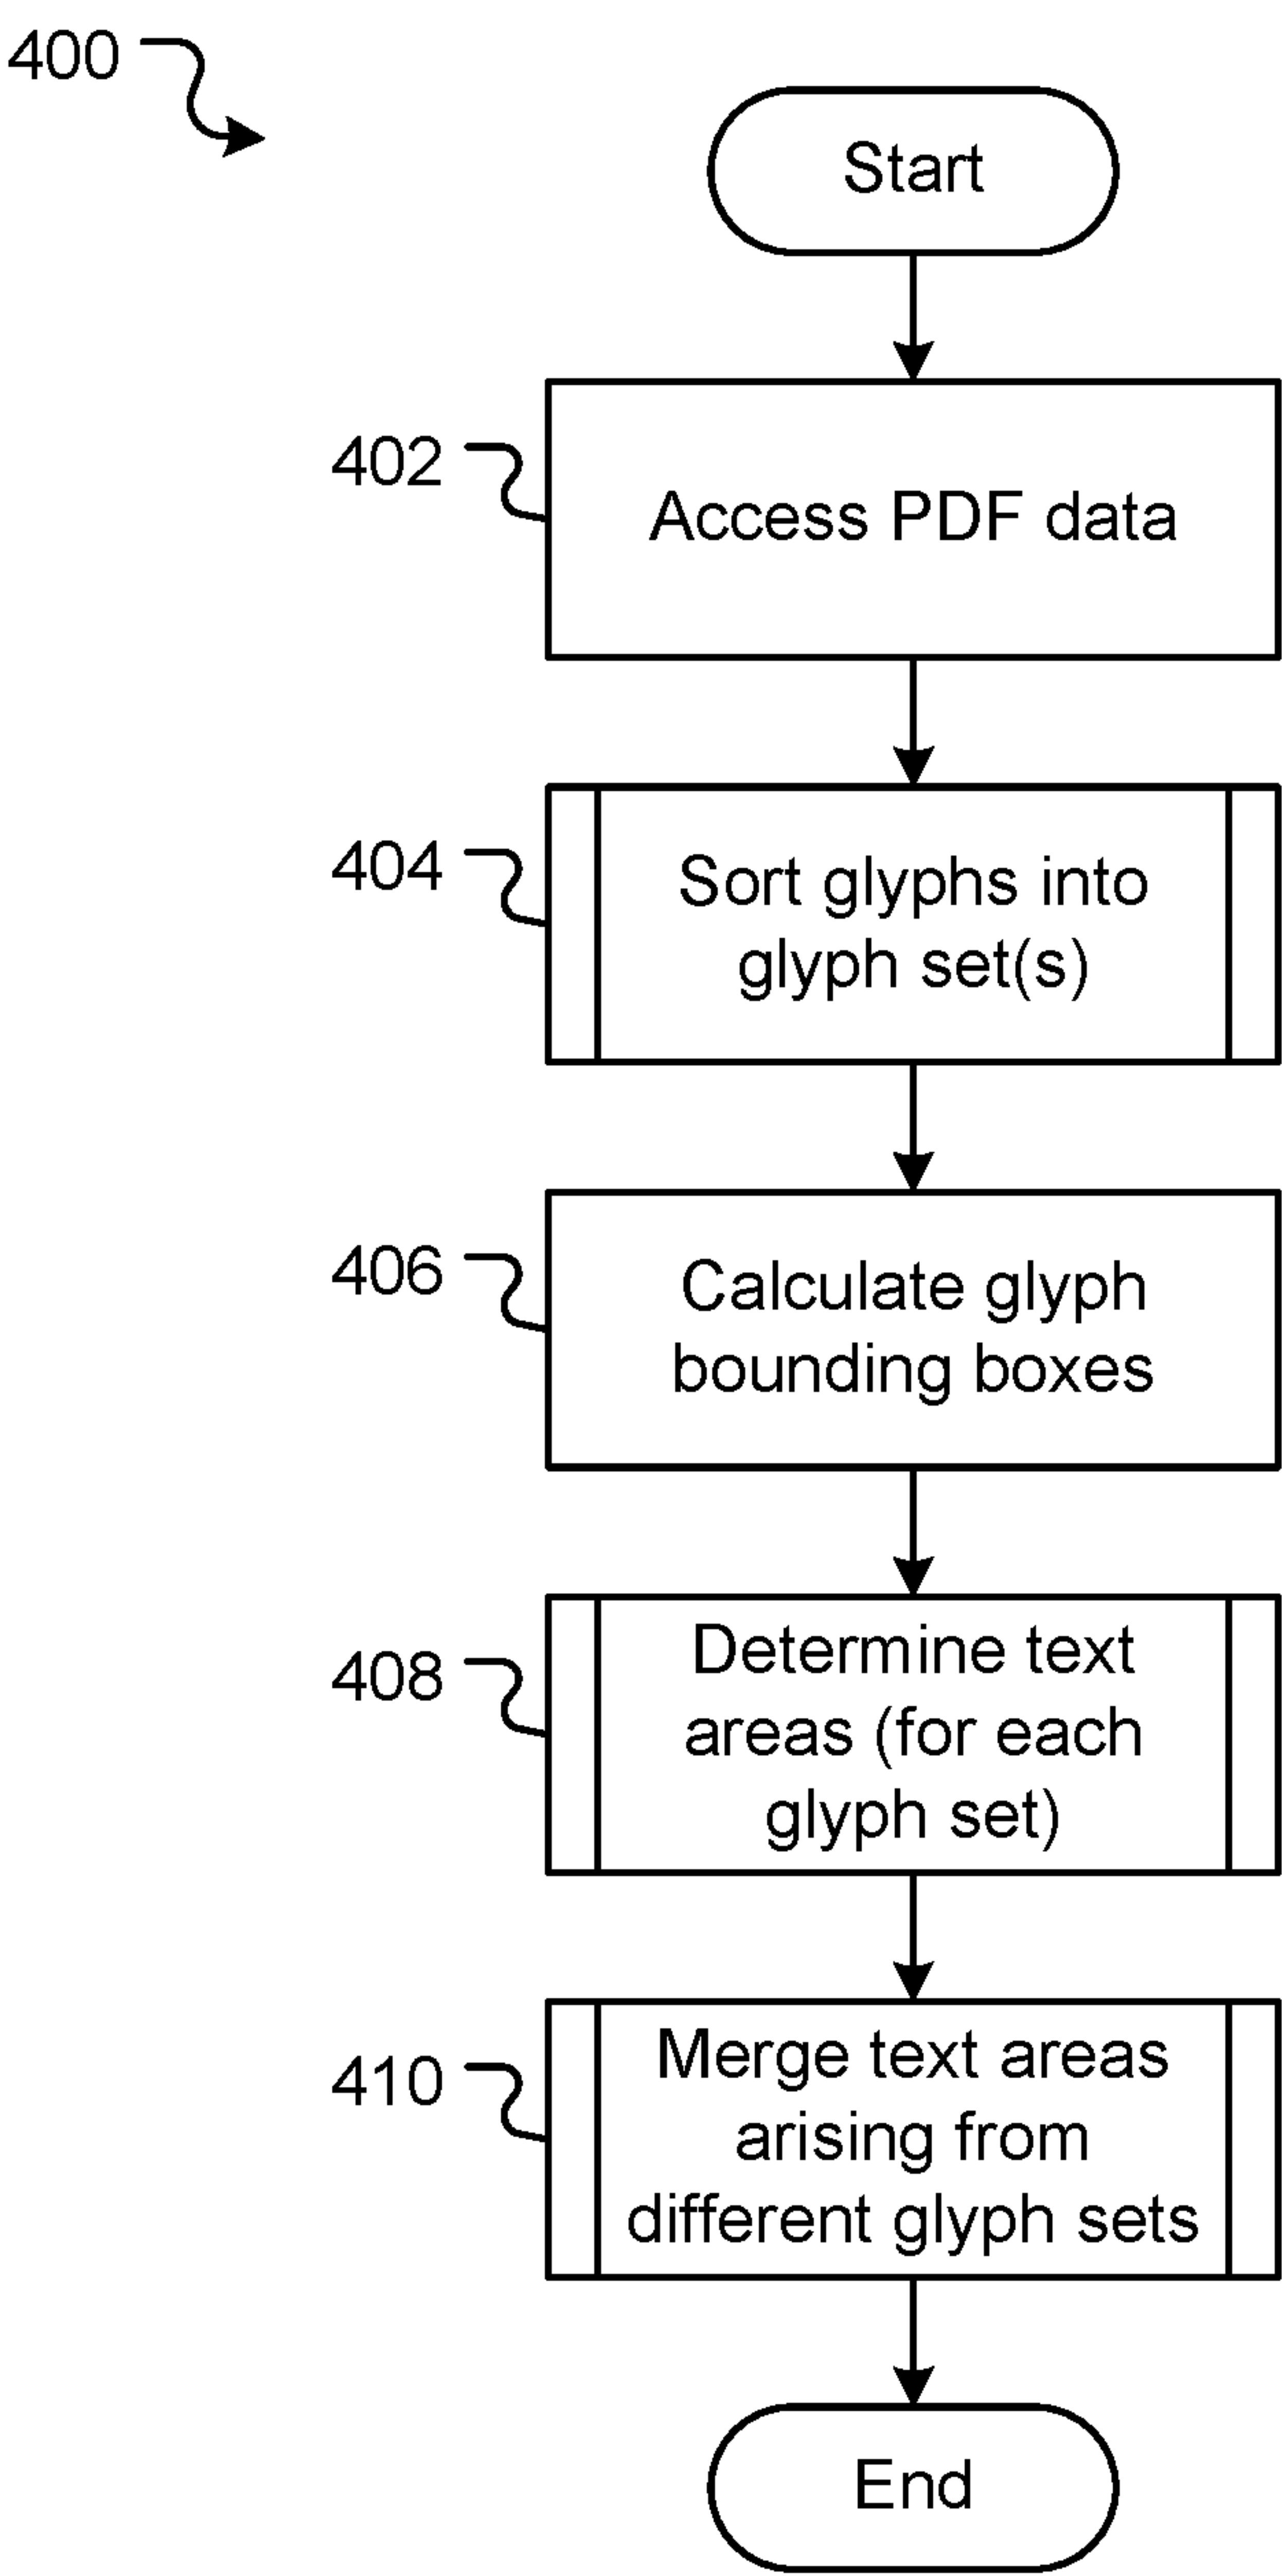 400
Start
402
Access PDF data
404
Sort glyphs into
glyph set(s)
406
Calculate glyph
bounding boxes
408
Determine text
areas (for each
glyph set)
410
Merge text areas
arising from
different glyph sets
End